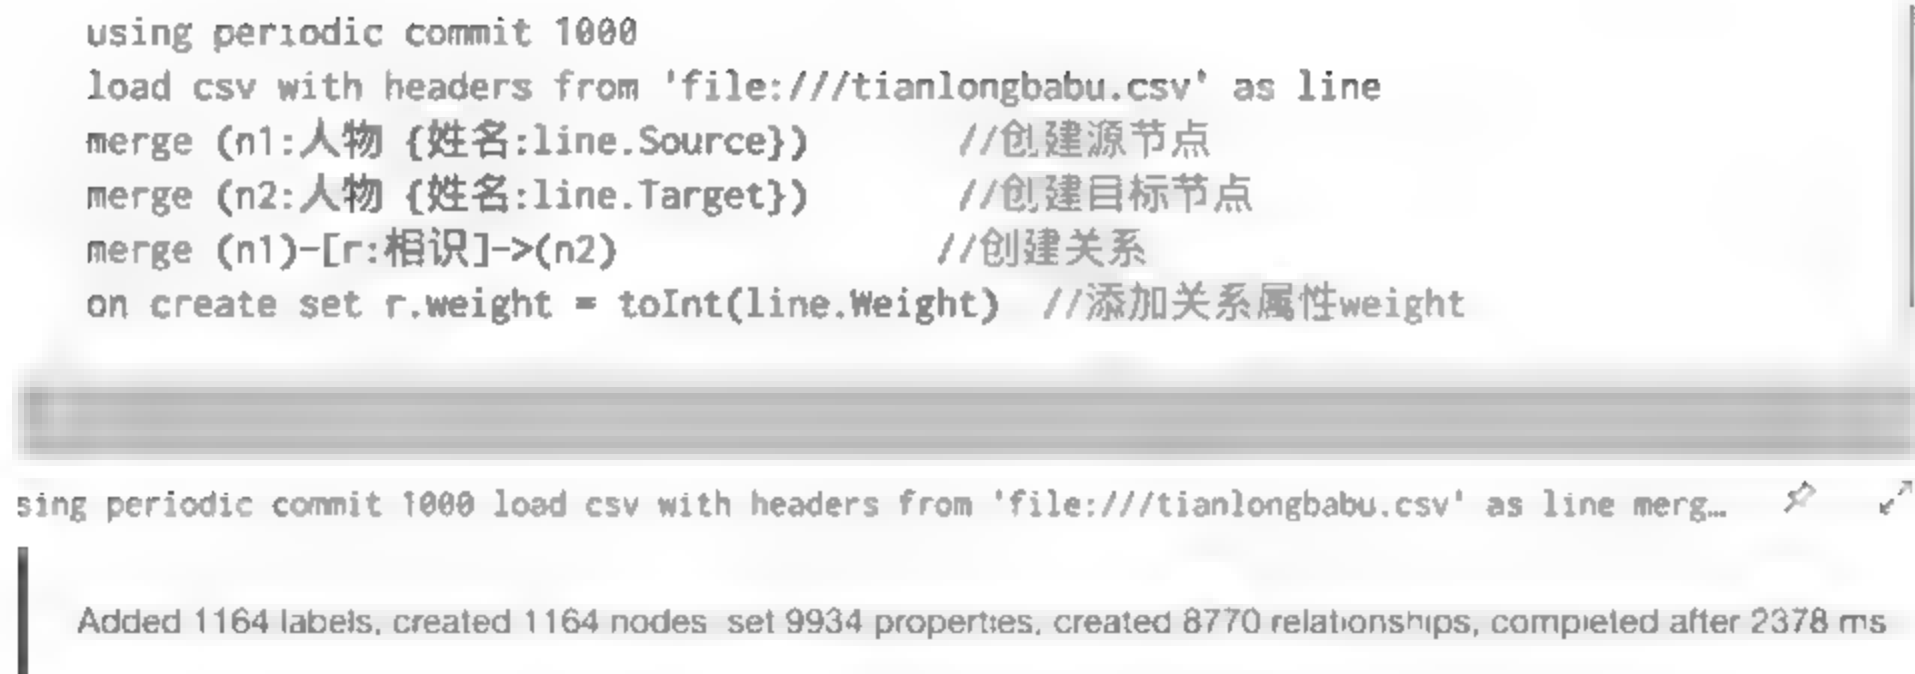 using periodic commit 1000
load csv with headers from 'file:///tianlongbabu.csv' as line
merge (n1:人物 {姓名:line.Source}) //创建源节点
merge (n2:人物 {姓名:line.Target}) //创建目标节点
merge (n1)-[r:相识]->(n2) //创建关系
on create set r.weight = toInt(line.Weight) //添加关系属性weight
sing periodic commit 1000 load csv with headers from 'file:///tianlongbabu.csv' as line merg…
Added 1164 labels, created 1164 nodes set 9934 properties, created 8770 relationships, completed after 2378 ms